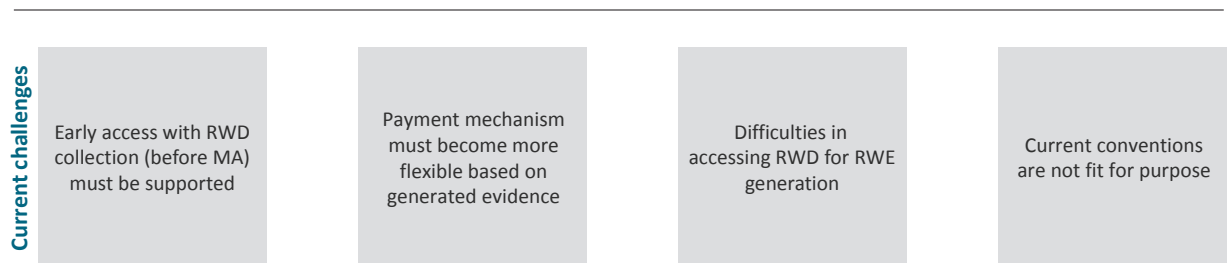 Current challenges
Early access with RWD
collection (before MA)
must be supported
Payment mechanism
must become more
flexible based on
generated evidence
Difficulties in
accessing RWD for RWE
generation
Current conventions
are not fit for purpose